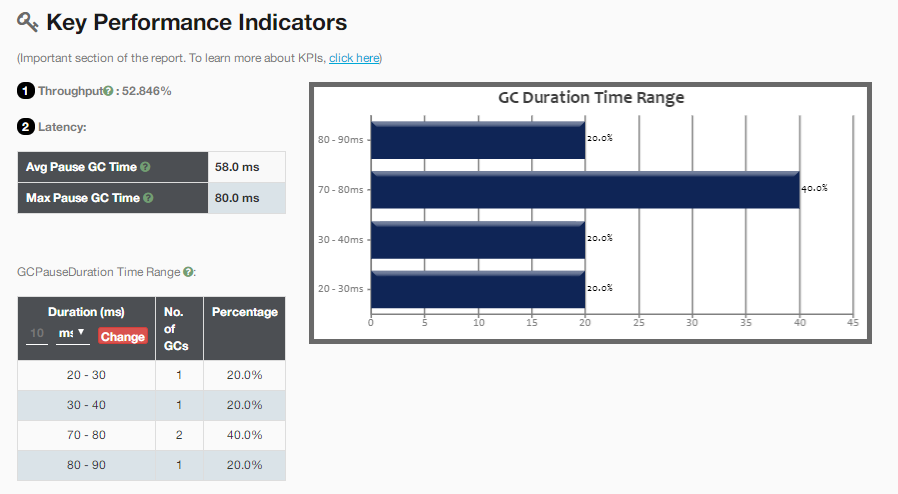 Key Performance Indicators
(Important section of the report. To learn more about KPIs, click here)
1 Throughput : 52.846%
2 Latency:
Avg Pause GC Time 58.0 ms
Max Pause GC Time 80.0 ms
GCPauseDuration Time Range :
Duration (ms) No. of GCs Percentage
10 ms Change
20 - 30 1 20.0%
30 - 40 1 20.0%
70 - 80 2 40.0%
80 - 90 1 20.0%
GC Duration Time Range
80 - 90ms 20.0%
70 - 80ms 40.0%
30 - 40ms 20.0%
20 - 30ms 20.0%
0 5 10 15 20 25 30 35 40 45